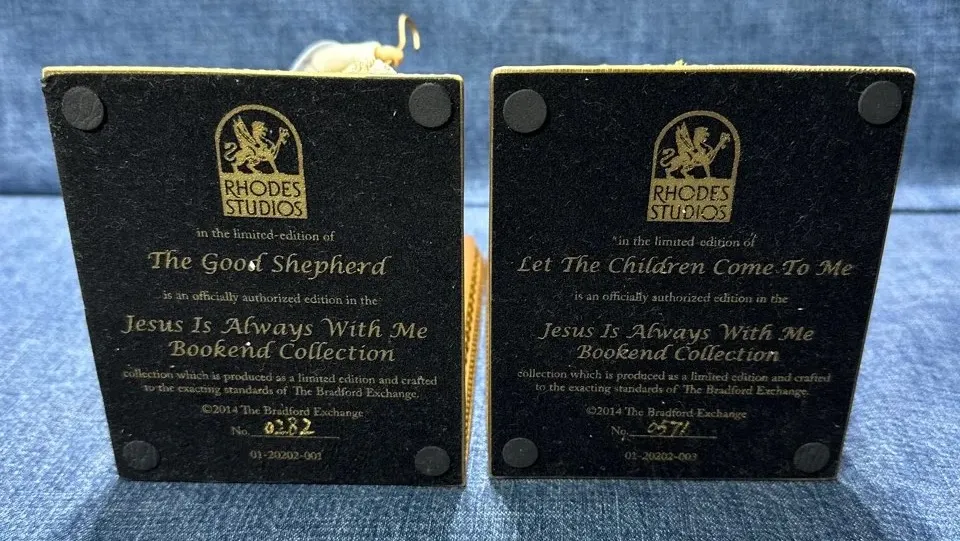 RHODES
STUDIOS
in the limited-edition of
The Good Shepherd
is an officially authorized edition in the
Jesus Is Always With Me
Bookend Collection
collection which is produced as a limited edition and crafted
to the exacting standards of The Bradford Exchange.
©2014 The Bradford Exchange
No. 0282
01-20202-001
RHODES
STUDIOS
in the limited-edition of
Let The Children Come To Me
is an officially authorized edition in the
Jesus Is Always With Me
Bookend Collection
collection which is produced as a limited edition and crafted
to the exacting standards of The Bradford Exchange.
©2014 The Bradford Exchange
No. 0571
01-20202-003